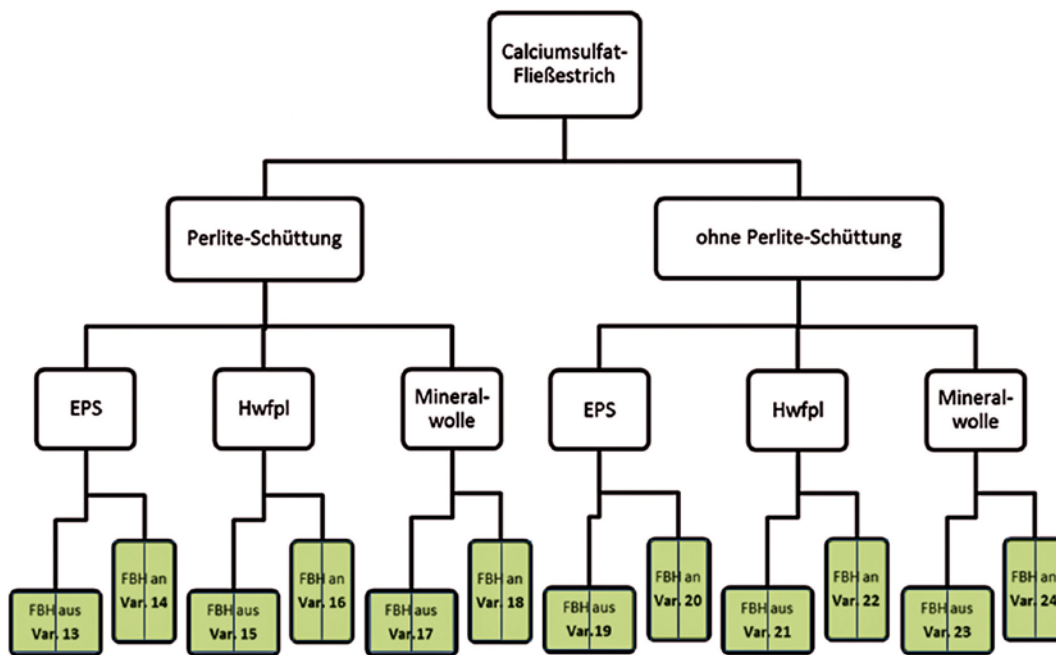 Calciumsulfat-
Fließestrich
Perlite-Schüttung
ohne Perlite-Schüttung
EPS
Hwfpl
Mineral-
wolle
EPS
Hwfpl
Mineral-
wolle
FBH aus
Var. 13
FBH an
Var. 14
FBH aus
Var. 15
FBH an
Var. 16
FBH aus
Var. 17
FBH an
Var. 18
FBH aus
Var. 19
FBH an
Var. 20
FBH aus
Var. 21
FBH an
Var. 22
FBH aus
Var. 23
FBH an
Var. 24